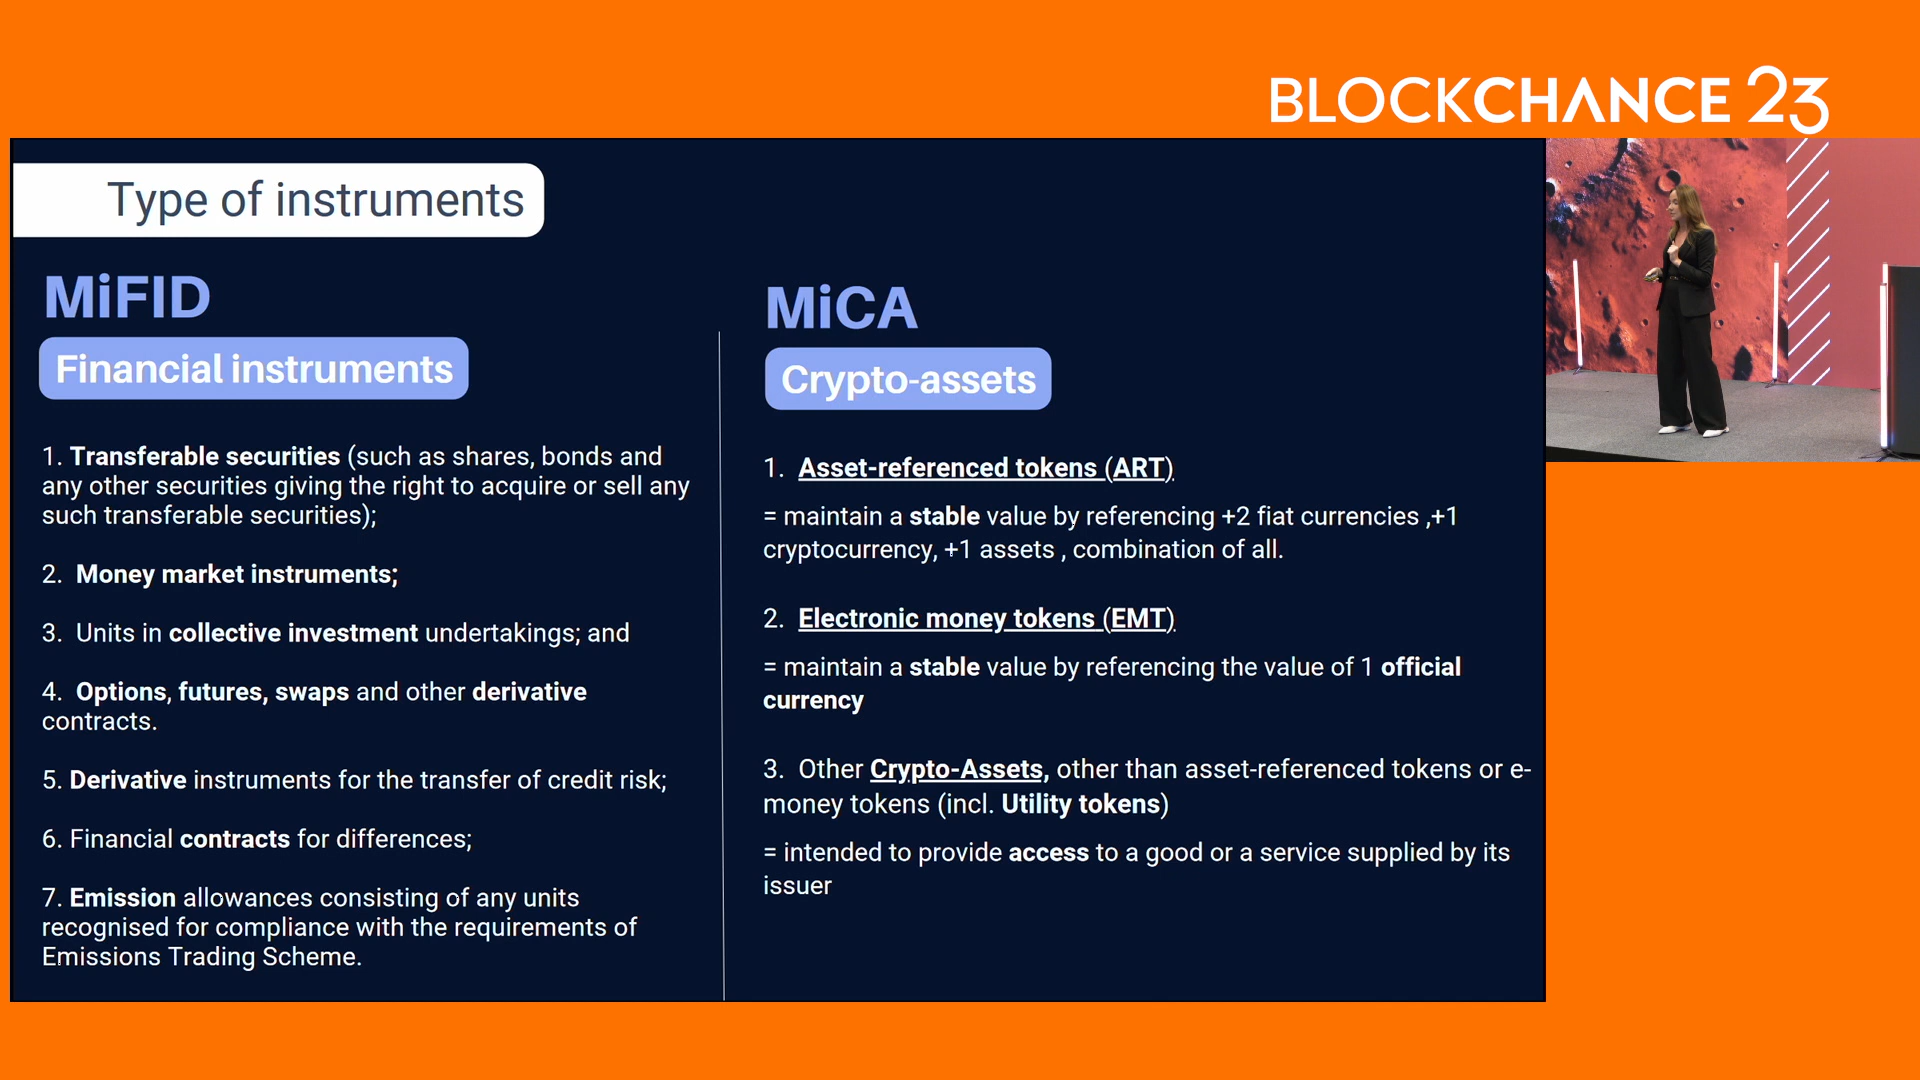 BLOCKCHANCE 23
Type of instruments
MiFID
Financial instruments
1. Transferable securities (such as shares, bonds and
any other securities giving the right to acquire or sell any
such transferable securities);
2. Money market instruments;
3. Units in collective investment undertakings; and
4. Options, futures, swaps and other derivative
contracts.
5. Derivative instruments for the transfer of credit risk;
6. Financial contracts for differences;
7. Emission allowances consisting of any units
recognised for compliance with the requirements of
Emissions Trading Scheme.
MiCA
Crypto-assets
1. Asset-referenced tokens (ART)
= maintain a stable value by referencing +2 fiat currencies ,+1
cryptocurrency, +1 assets , combination of all.
2. Electronic money tokens (EMT)
= maintain a stable value by referencing the value of 1 official
currency
3. Other Crypto-Assets, other than asset-referenced tokens or e-
money tokens (incl. Utility tokens)
= intended to provide access to a good or a service supplied by its
issuer